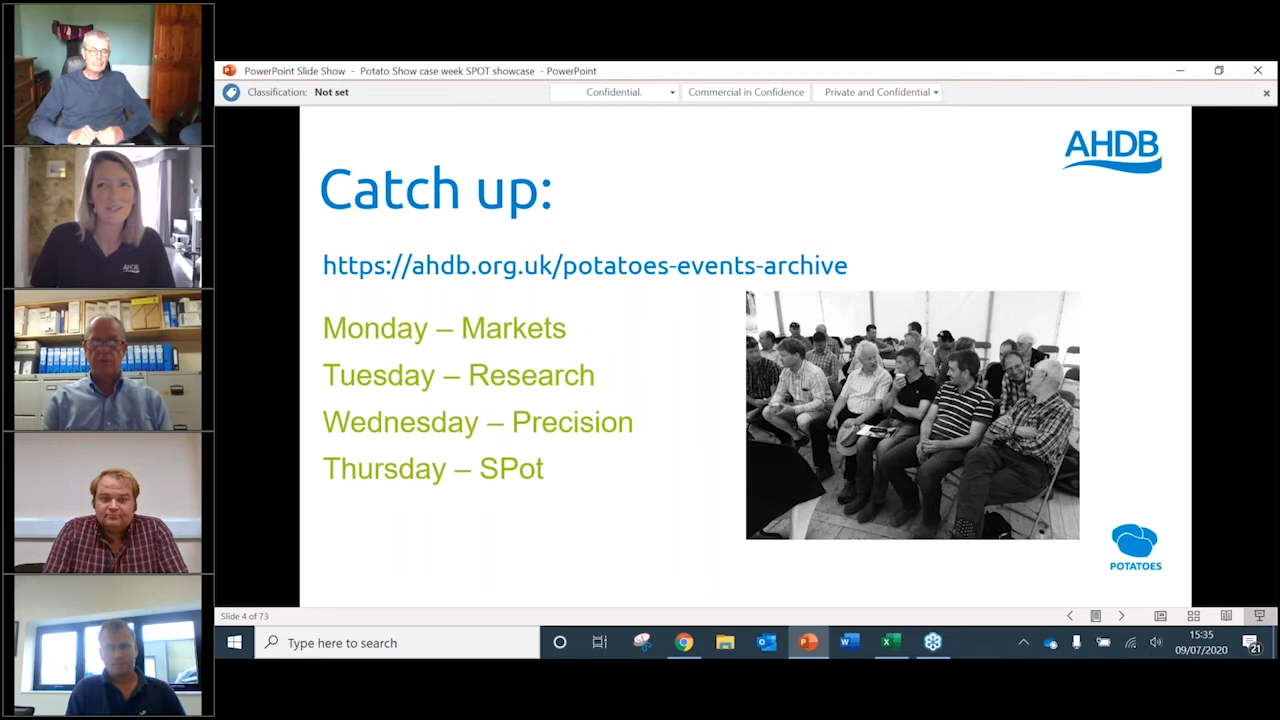 PowerPoint Slide Show - Potato Show case week SPOT showcase - PowerPoint
Classification: Not set
Confidential.
Commercial in Confidence
Private and Confidential
AHDB
Catch up:
https://ahdb.org.uk/potatoes-events-archive
Monday – Markets
Tuesday – Research
Wednesday – Precision
Thursday – SPot
AHDB
POTATOES
Slide 4 of 73
Type here to search
15:35
09/07/2020
21